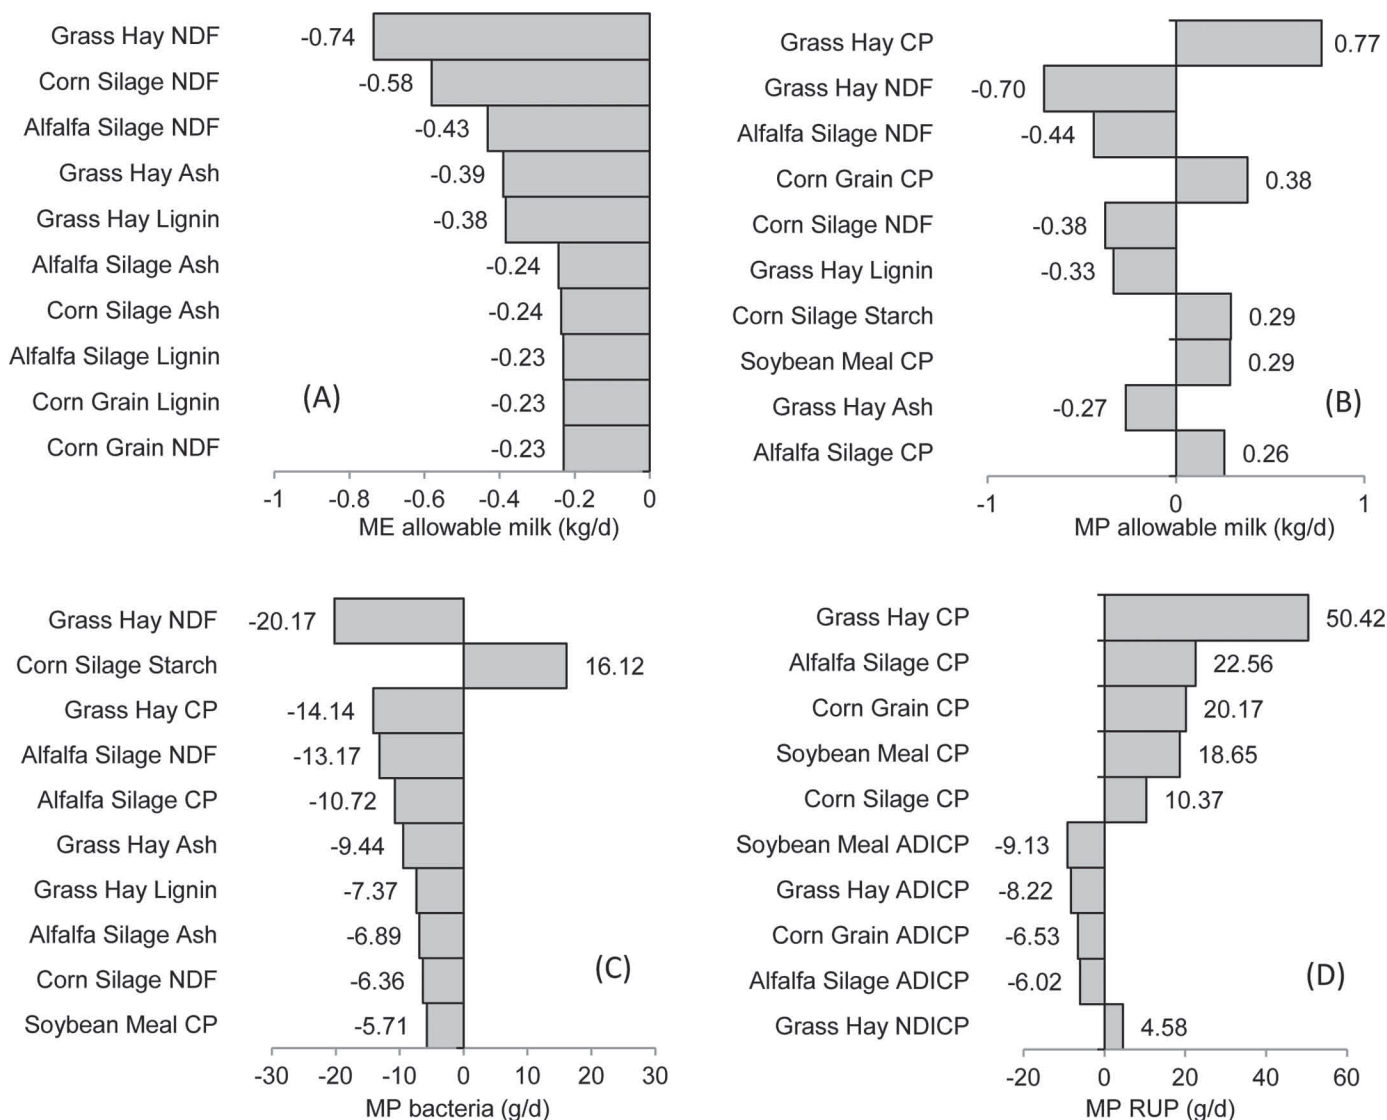 Grass Hay NDF -0.74
Corn Silage NDF -0.58
Alfalfa Silage NDF -0.43
Grass Hay Ash -0.39
Grass Hay Lignin -0.38
Alfalfa Silage Ash -0.24
Corn Silage Ash -0.24
Alfalfa Silage Lignin -0.23
Corn Grain Lignin -0.23
Corn Grain NDF -0.23
(A)
-1 -0.8 -0.6 -0.4 -0.2 0
ME allowable milk (kg/d)
Grass Hay CP 0.77
Grass Hay NDF -0.70
Alfalfa Silage NDF -0.44
Corn Grain CP 0.38
Corn Silage NDF -0.38
Grass Hay Lignin -0.33
Corn Silage Starch 0.29
Soybean Meal CP 0.29
Grass Hay Ash -0.27
Alfalfa Silage CP 0.26
(B)
-1 0 1
MP allowable milk (kg/d)
Grass Hay NDF -20.17
Corn Silage Starch 16.12
Grass Hay CP -14.14
Alfalfa Silage NDF -13.17
Alfalfa Silage CP -10.72
Grass Hay Ash -9.44
Grass Hay Lignin -7.37
Alfalfa Silage Ash -6.89
Corn Silage NDF -6.36
Soybean Meal CP -5.71
(C)
-30 -20 -10 0 10 20 30
MP bacteria (g/d)
Grass Hay CP 50.42
Alfalfa Silage CP 22.56
Corn Grain CP 20.17
Soybean Meal CP 18.65
Corn Silage CP 10.37
Soybean Meal ADICP -9.13
Grass Hay ADICP -8.22
Corn Grain ADICP -6.53
Alfalfa Silage ADICP -6.02
Grass Hay NDICP 4.58
(D)
-20 0 20 40 60
MP RUP (g/d)